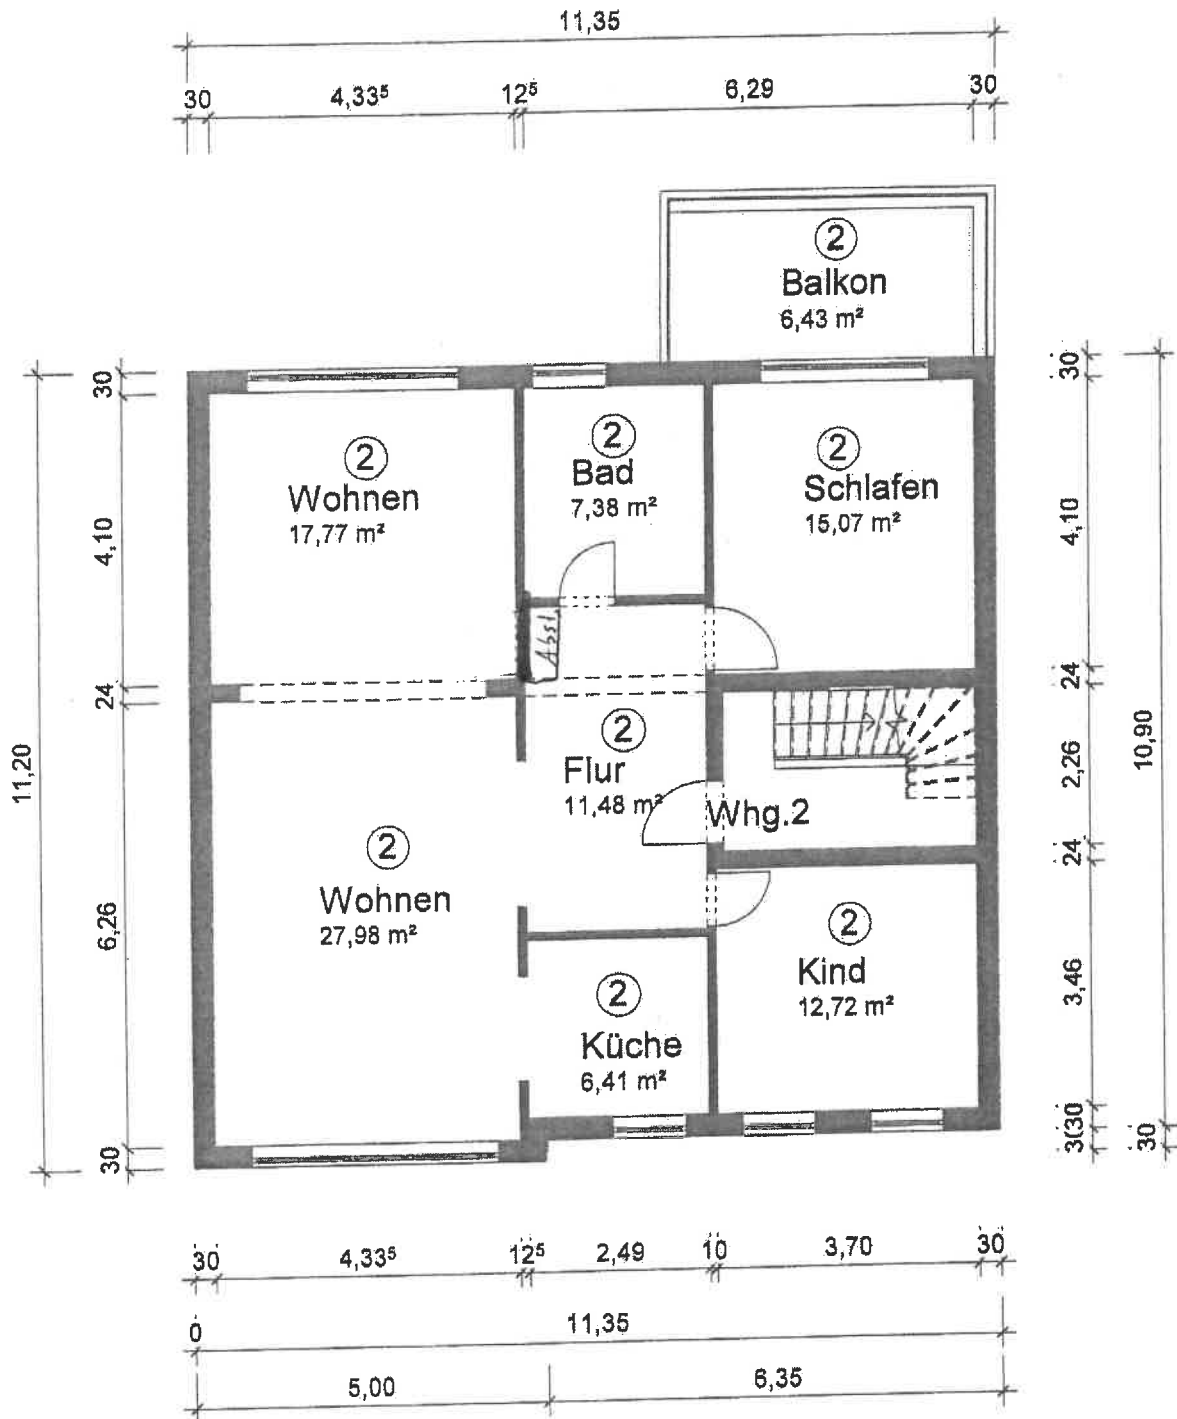 11,35
30 4,33⁵ 12⁵ 6,29 30
2
Balkon
6,43 m²
30
30
2
Wohnen
17,77 m²
2
Bad
7,38 m²
2
Schlafen
15,07 m²
4,10
4,10
Abst.
24
24
11,20
2
Flur
11,48 m²
Whg.2
2,26
10,90
24
2
Wohnen
27,98 m²
6,26
2
Kind
12,72 m²
3,46
2
Küche
6,41 m²
30
30
30
30
30 4,33⁵ 12⁵ 2,49 10 3,70 30
0
11,35
5,00 6,35